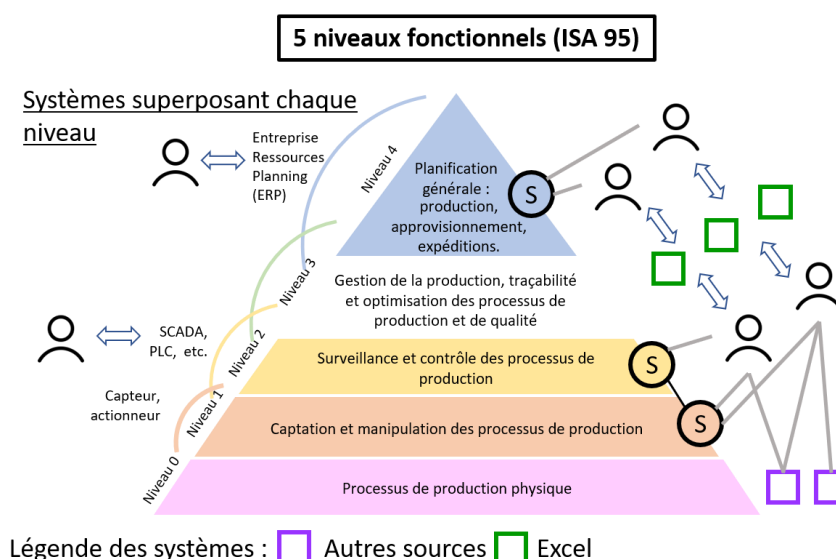 5 niveaux fonctionnels (ISA 95)
Systèmes superposant chaque
niveau
Entreprise
Ressources
Planning
(ERP)
Niveau 4
Planification
générale :
production,
approvisionnement,
expéditions.
S
Niveau 3
Gestion de la production, traçabilité
et optimisation des processus de
production et de qualité
SCADA,
PLC, etc.
Niveau 2
Surveillance et contrôle des processus de
production
S
Capteur,
actionneur
Niveau 1
Captation et manipulation des processus de production
S
Niveau 0
Processus de production physique
Légende des systèmes : Autres sources Excel